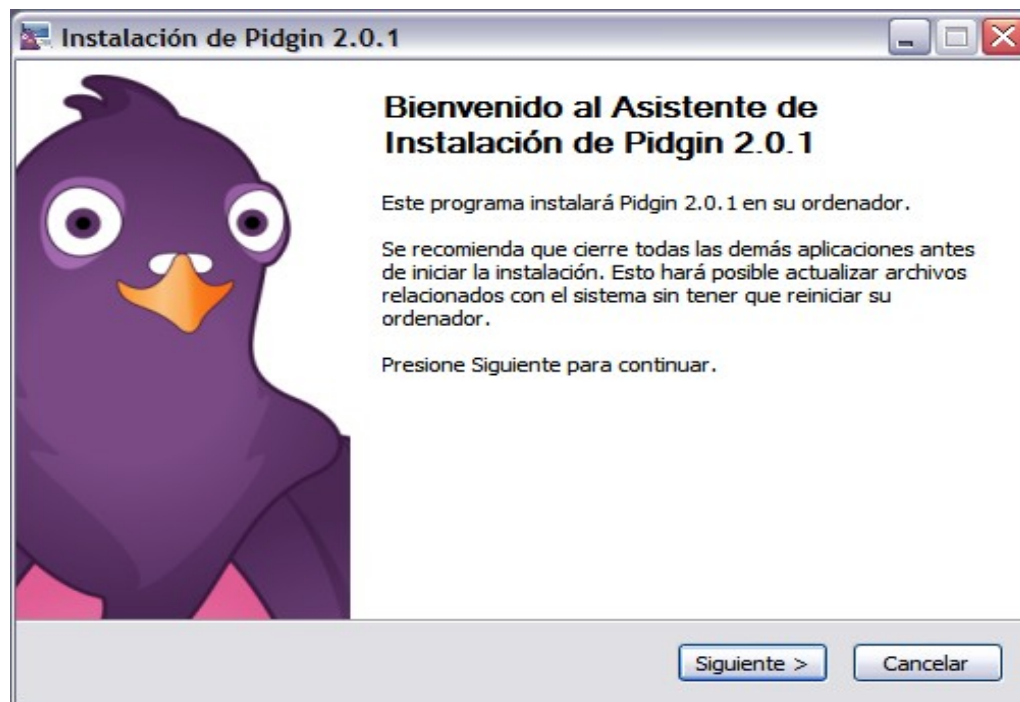 Instalación de Pidgin 2.0.1
Bienvenido al Asistente de
Instalación de Pidgin 2.0.1
Este programa instalará Pidgin 2.0.1 en su ordenador.
Se recomienda que cierre todas las demás aplicaciones antes
de iniciar la instalación. Esto hará posible actualizar archivos
relacionados con el sistema sin tener que reiniciar su
ordenador.
Presione Siguiente para continuar.
Siguiente >
Cancelar